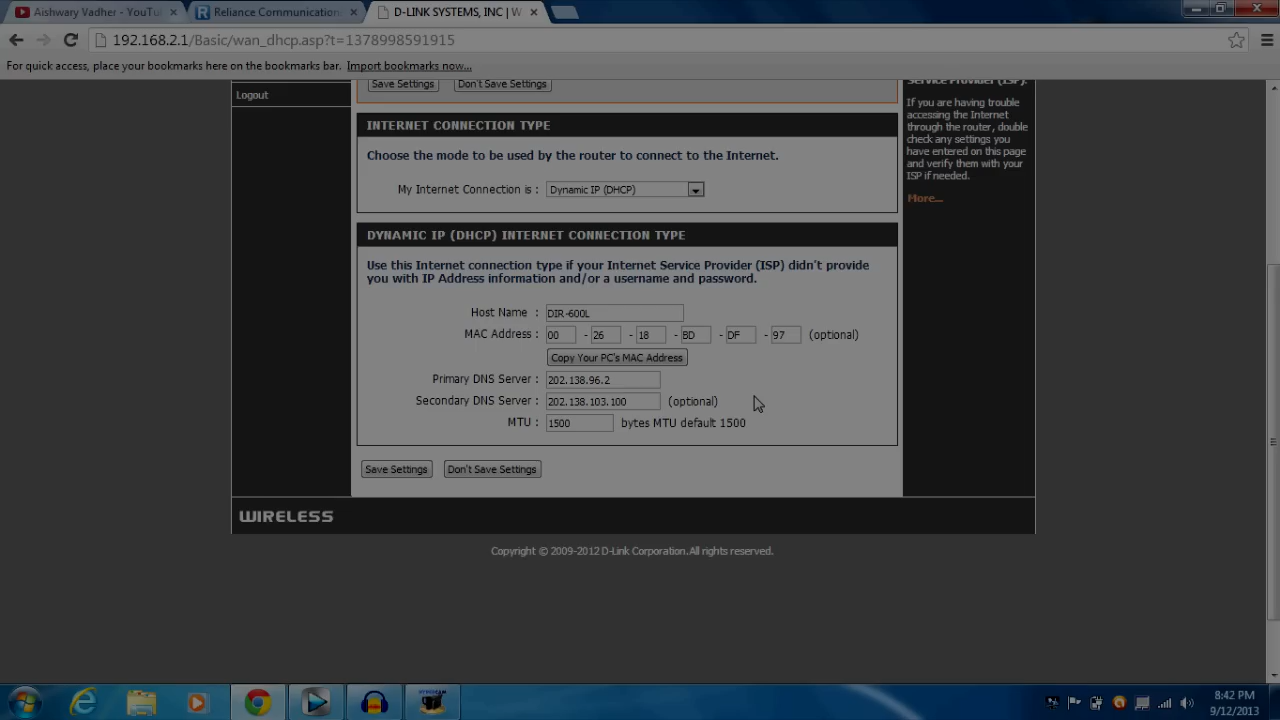 Aishwary Vadher - YouTu
Reliance Communication
D-LINK SYSTEMS, INC | W
192.168.2.1/Basic/wan_dhcp.asp?t=1378998591915
For quick access, place your bookmarks here on the bookmarks bar. Import bookmarks now...
Logout
Save Settings
Don't Save Settings
INTERNET CONNECTION TYPE
Choose the mode to be used by the router to connect to the Internet.
My Internet Connection is : Dynamic IP (DHCP)
DYNAMIC IP (DHCP) INTERNET CONNECTION TYPE
Use this Internet connection type if your Internet Service Provider (ISP) didn't provide
you with IP Address information and/or a username and password.
Host Name : DIR-600L
MAC Address : 00 - 26 - 18 - BD - DF - 97 (optional)
Copy Your PC's MAC Address
Primary DNS Server : 202.138.96.2
Secondary DNS Server : 202.138.103.100 (optional)
MTU : 1500 bytes MTU default 1500
Save Settings
Don't Save Settings
Service Provider (ISP).
If you are having trouble
accessing the Internet
through the router, double
check any settings you
have entered on this page
and verify them with your
ISP if needed.
More...
WIRELESS
Copyright © 2009-2012 D-Link Corporation.All rights reserved.
8:42 PM
9/12/2013